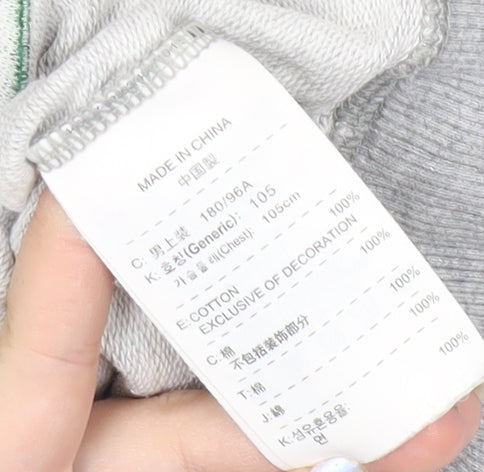 MADE IN CHINA
中国製
C: 男上装 180/96A
K: 호칭(Generic): 105
가슴둘레(Chest): 105cm
E: COTTON 100%
EXCLUSIVE OF DECORATION
C: 棉 100%
不包括装饰部分
T: 棉 100%
J: 綿 100%
K: 섬유혼용율: 100%
면